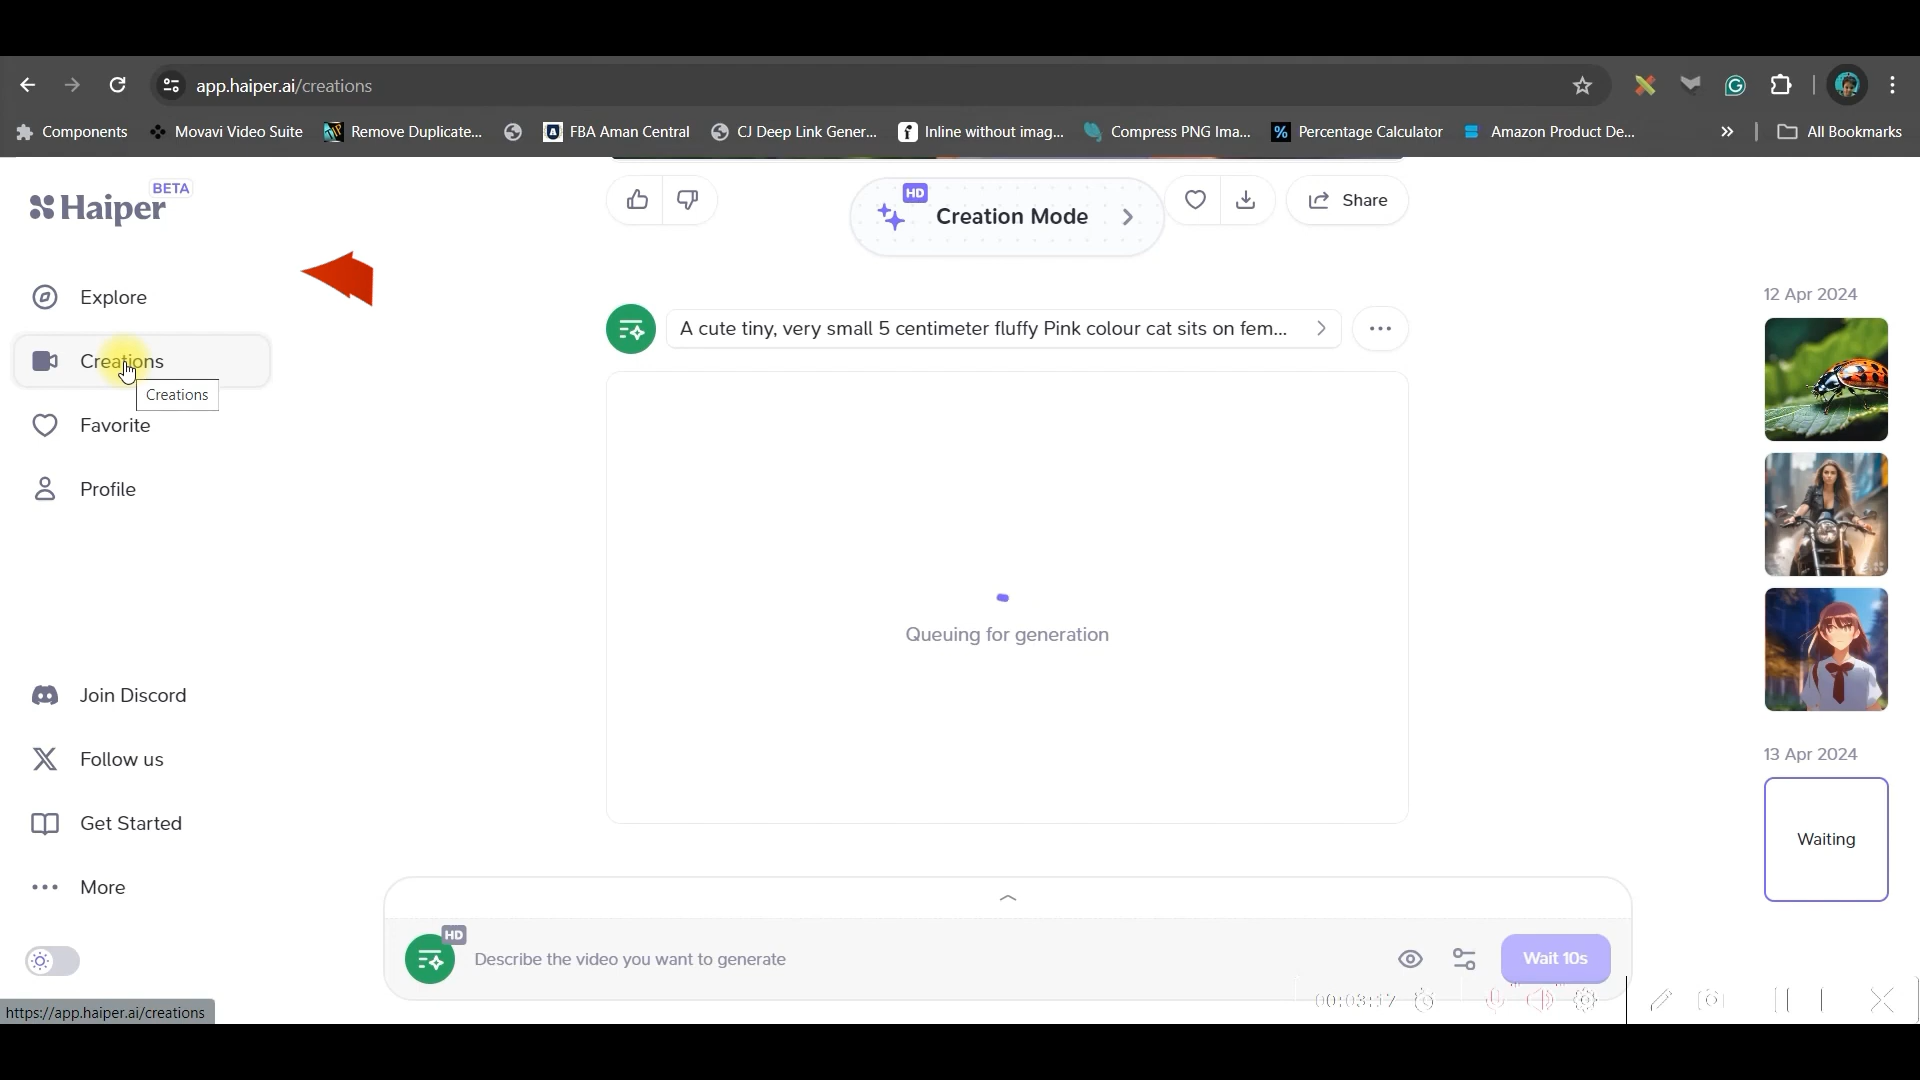 app.haiper.ai/creations
Components
Movavi Video Suite
Remove Duplicate...
FBA Aman Central
CJ Deep Link Gener...
Inline without imag...
Compress PNG Ima...
Percentage Calculator
Amazon Product De...
All Bookmarks
Haiper BETA
HD
Creation Mode
Share
Explore
Creations
Creations
Favorite
Profile
A cute tiny, very small 5 centimeter fluffy Pink colour cat sits on fem...
Queuing for generation
12 Apr 2024
13 Apr 2024
Waiting
Join Discord
Follow us
Get Started
More
HD
Describe the video you want to generate
Wait 10s
00:03:17
https://app.haiper.ai/creations